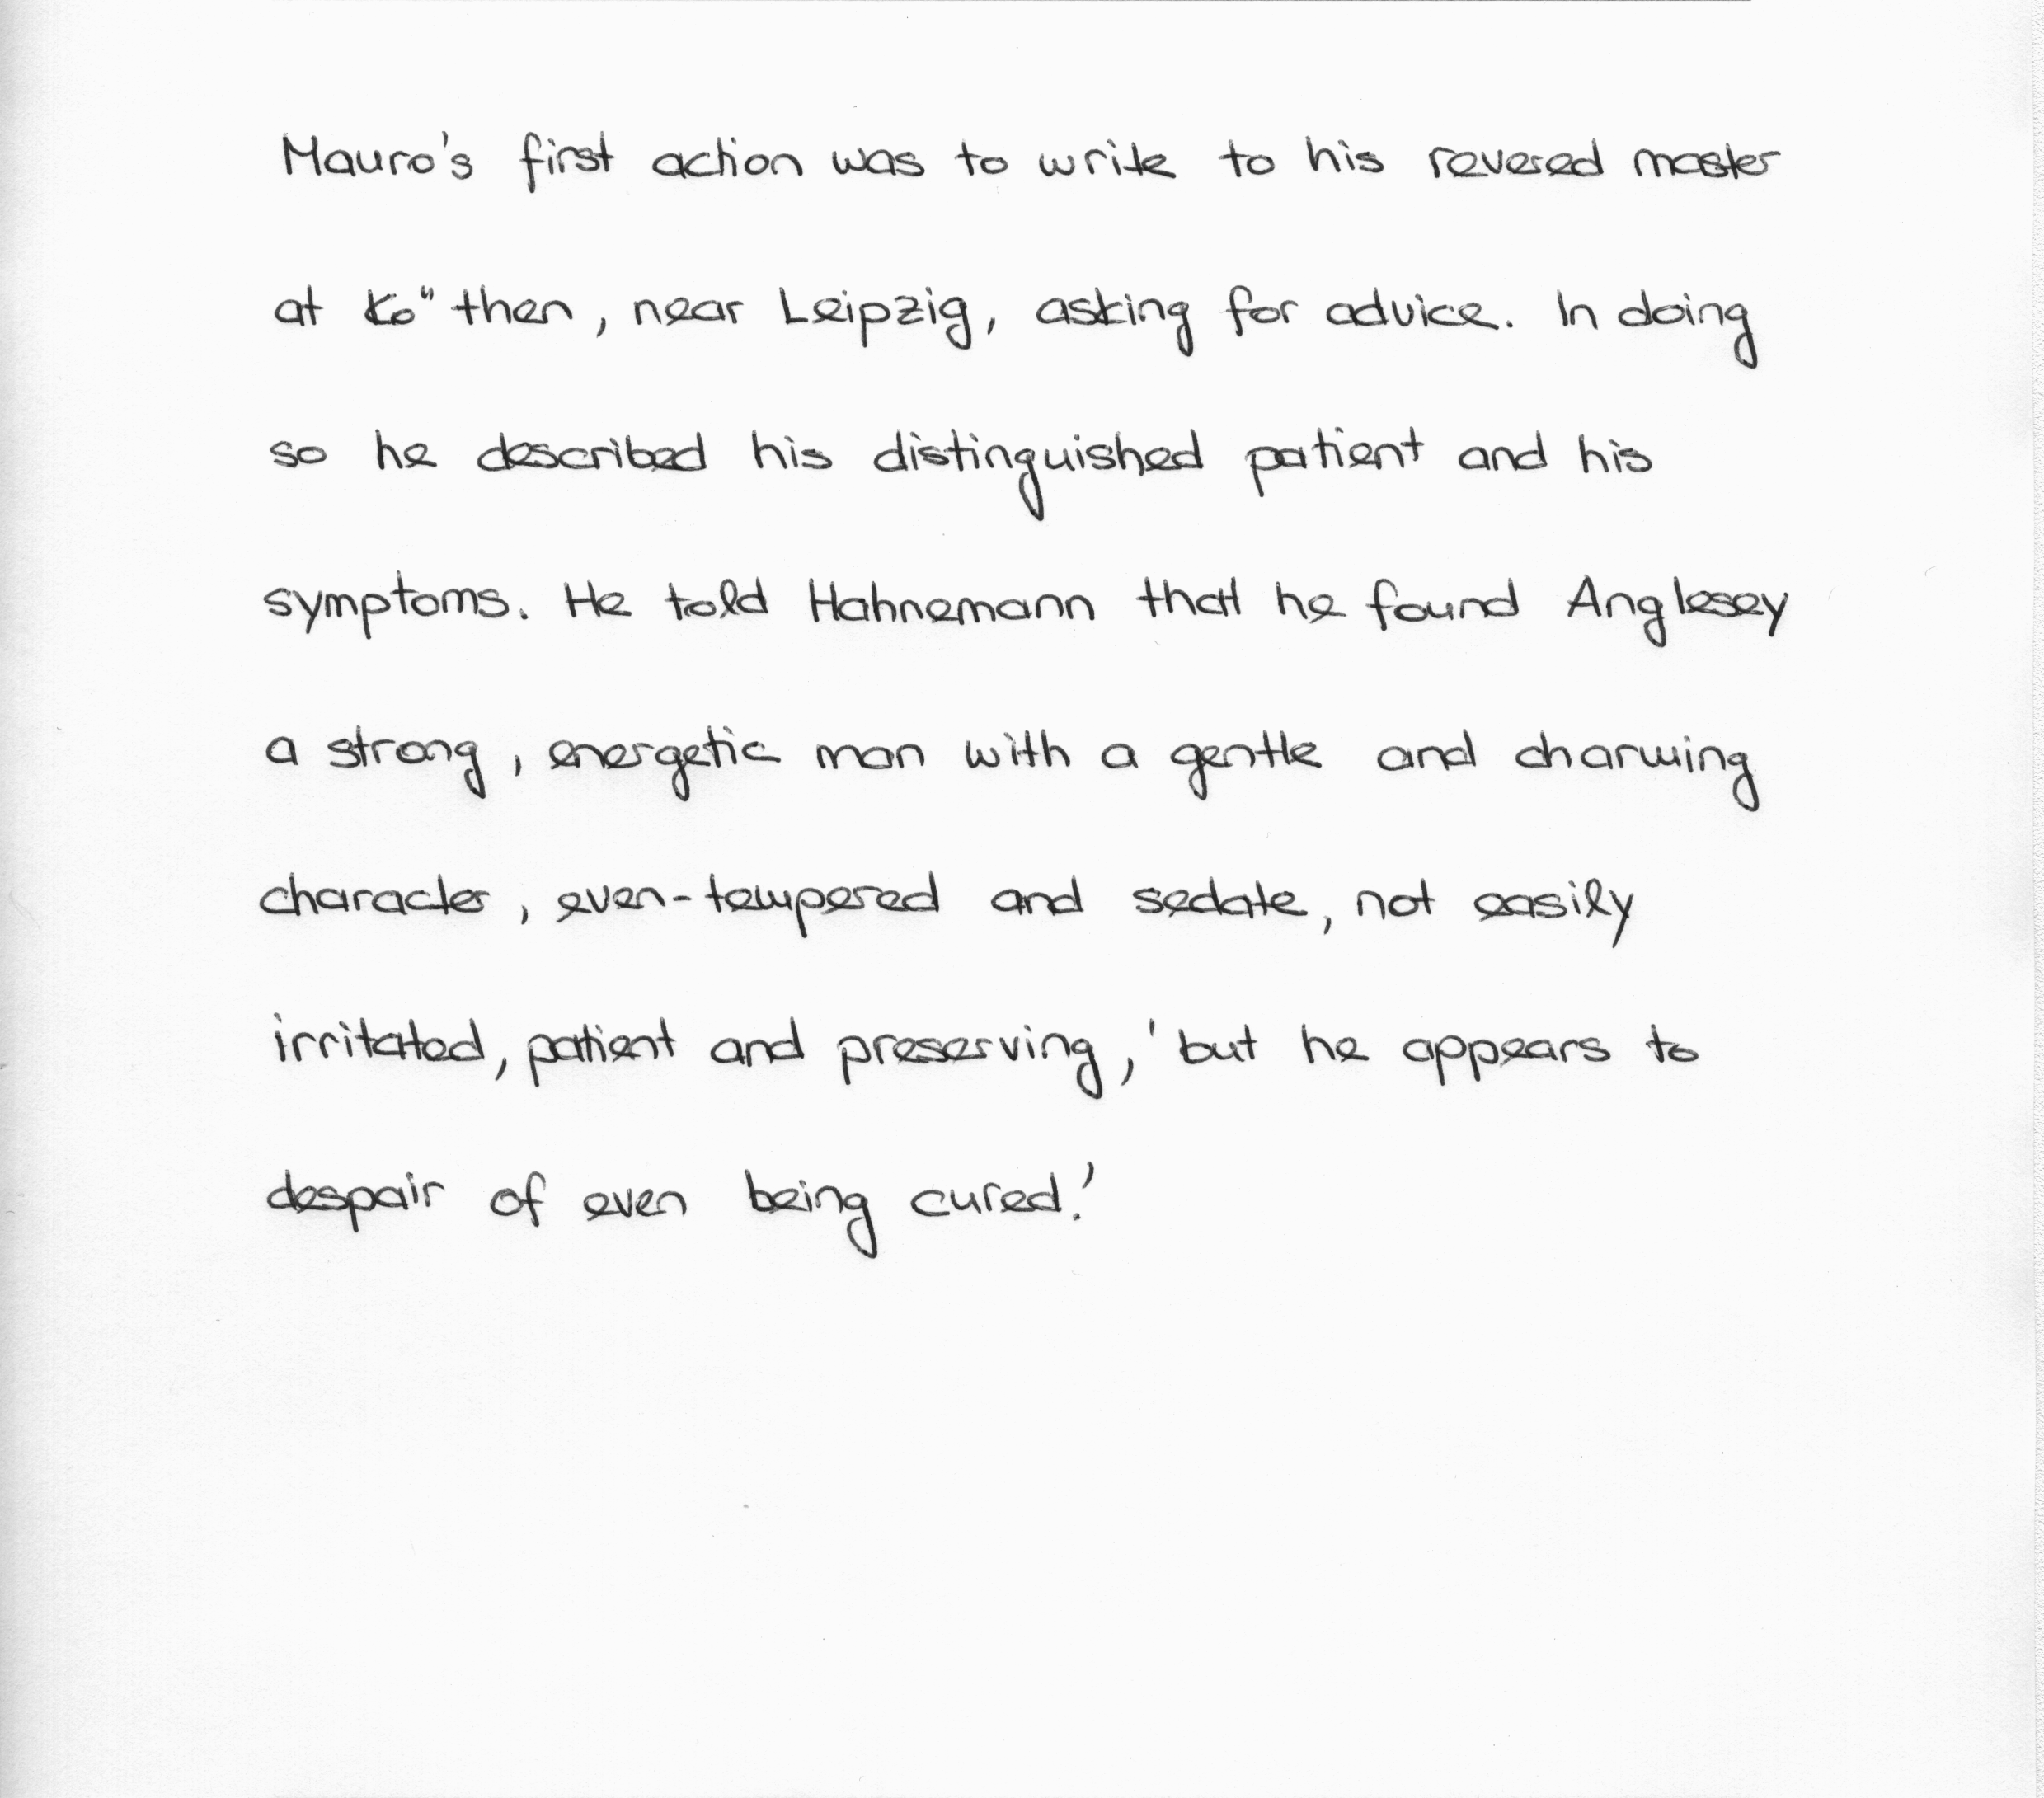 Mauro's first action was to write to his revered master
at Ko" then, near Leipzig, asking for advice. In doing
so he described his distinguished patient and his
symptoms. He told Hahnemann that he found Anglesey
a strong, energetic man with a gentle and charming
character, even-tempered and sedate, not easily
irritated, patient and preserving,' but he appears to
despair of even being cured.'